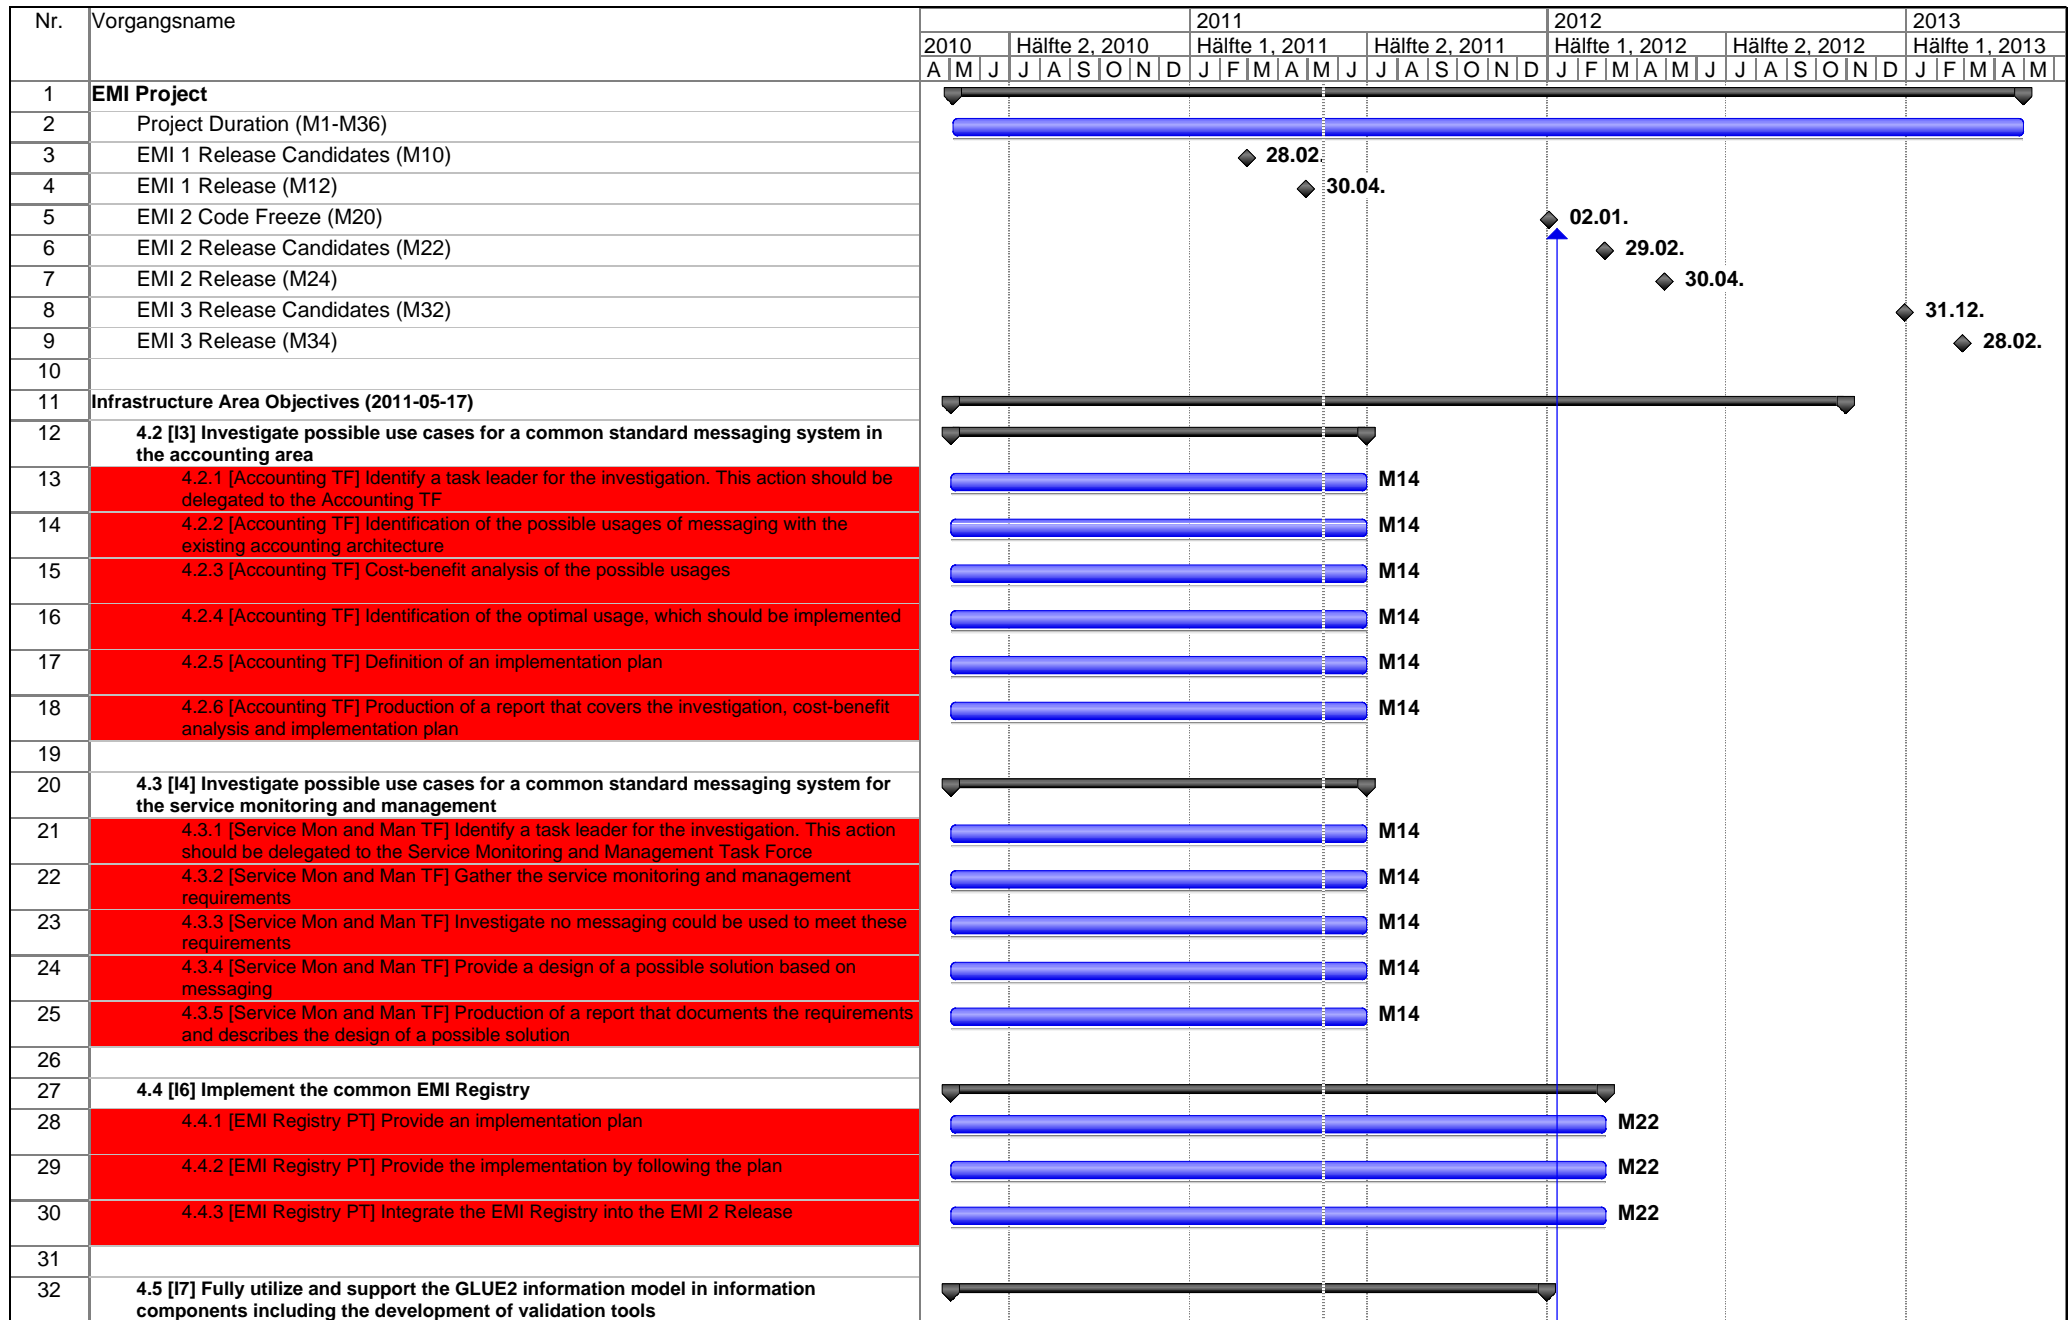 Nr. Vorgangsname 2011 2012 2013
2010 Hälfte 2, 2010 Hälfte 1, 2011 Hälfte 2, 2011 Hälfte 1, 2012 Hälfte 2, 2012 Hälfte 1, 2013
A M J J A S O N D J F M A M J J A S O N D J F M A M J J A S O N D J F M A M
1 EMI Project
2 Project Duration (M1-M36)
3 EMI 1 Release Candidates (M10) 28.02.
4 EMI 1 Release (M12) 30.04.
5 EMI 2 Code Freeze (M20) 02.01.
6 EMI 2 Release Candidates (M22) 29.02.
7 EMI 2 Release (M24) 30.04.
8 EMI 3 Release Candidates (M32) 31.12.
9 EMI 3 Release (M34) 28.02.
10
11 Infrastructure Area Objectives (2011-05-17)
12 4.2 [I3] Investigate possible use cases for a common standard messaging system in
the accounting area
13 4.2.1 [Accounting TF] Identify a task leader for the investigation. This action should be M14
delegated to the Accounting TF
14 4.2.2 [Accounting TF] Identification of the possible usages of messaging with the M14
existing accounting architecture
15 4.2.3 [Accounting TF] Cost-benefit analysis of the possible usages M14
16 4.2.4 [Accounting TF] Identification of the optimal usage, which should be implemented M14
17 4.2.5 [Accounting TF] Definition of an implementation plan M14
18 4.2.6 [Accounting TF] Production of a report that covers the investigation, cost-benefit M14
analysis and implementation plan
19
20 4.3 [I4] Investigate possible use cases for a common standard messaging system for
the service monitoring and management
21 4.3.1 [Service Mon and Man TF] Identify a task leader for the investigation. This action M14
should be delegated to the Service Monitoring and Management Task Force
22 4.3.2 [Service Mon and Man TF] Gather the service monitoring and management M14
requirements
23 4.3.3 [Service Mon and Man TF] Investigate no messaging could be used to meet these M14
requirements
24 4.3.4 [Service Mon and Man TF] Provide a design of a possible solution based on M14
messaging
25 4.3.5 [Service Mon and Man TF] Production of a report that documents the requirements M14
and describes the design of a possible solution
26
27 4.4 [I6] Implement the common EMI Registry
28 4.4.1 [EMI Registry PT] Provide an implementation plan M22
29 4.4.2 [EMI Registry PT] Provide the implementation by following the plan M22
30 4.4.3 [EMI Registry PT] Integrate the EMI Registry into the EMI 2 Release M22
31
32 4.5 [I7] Fully utilize and support the GLUE2 information model in information
components including the development of validation tools